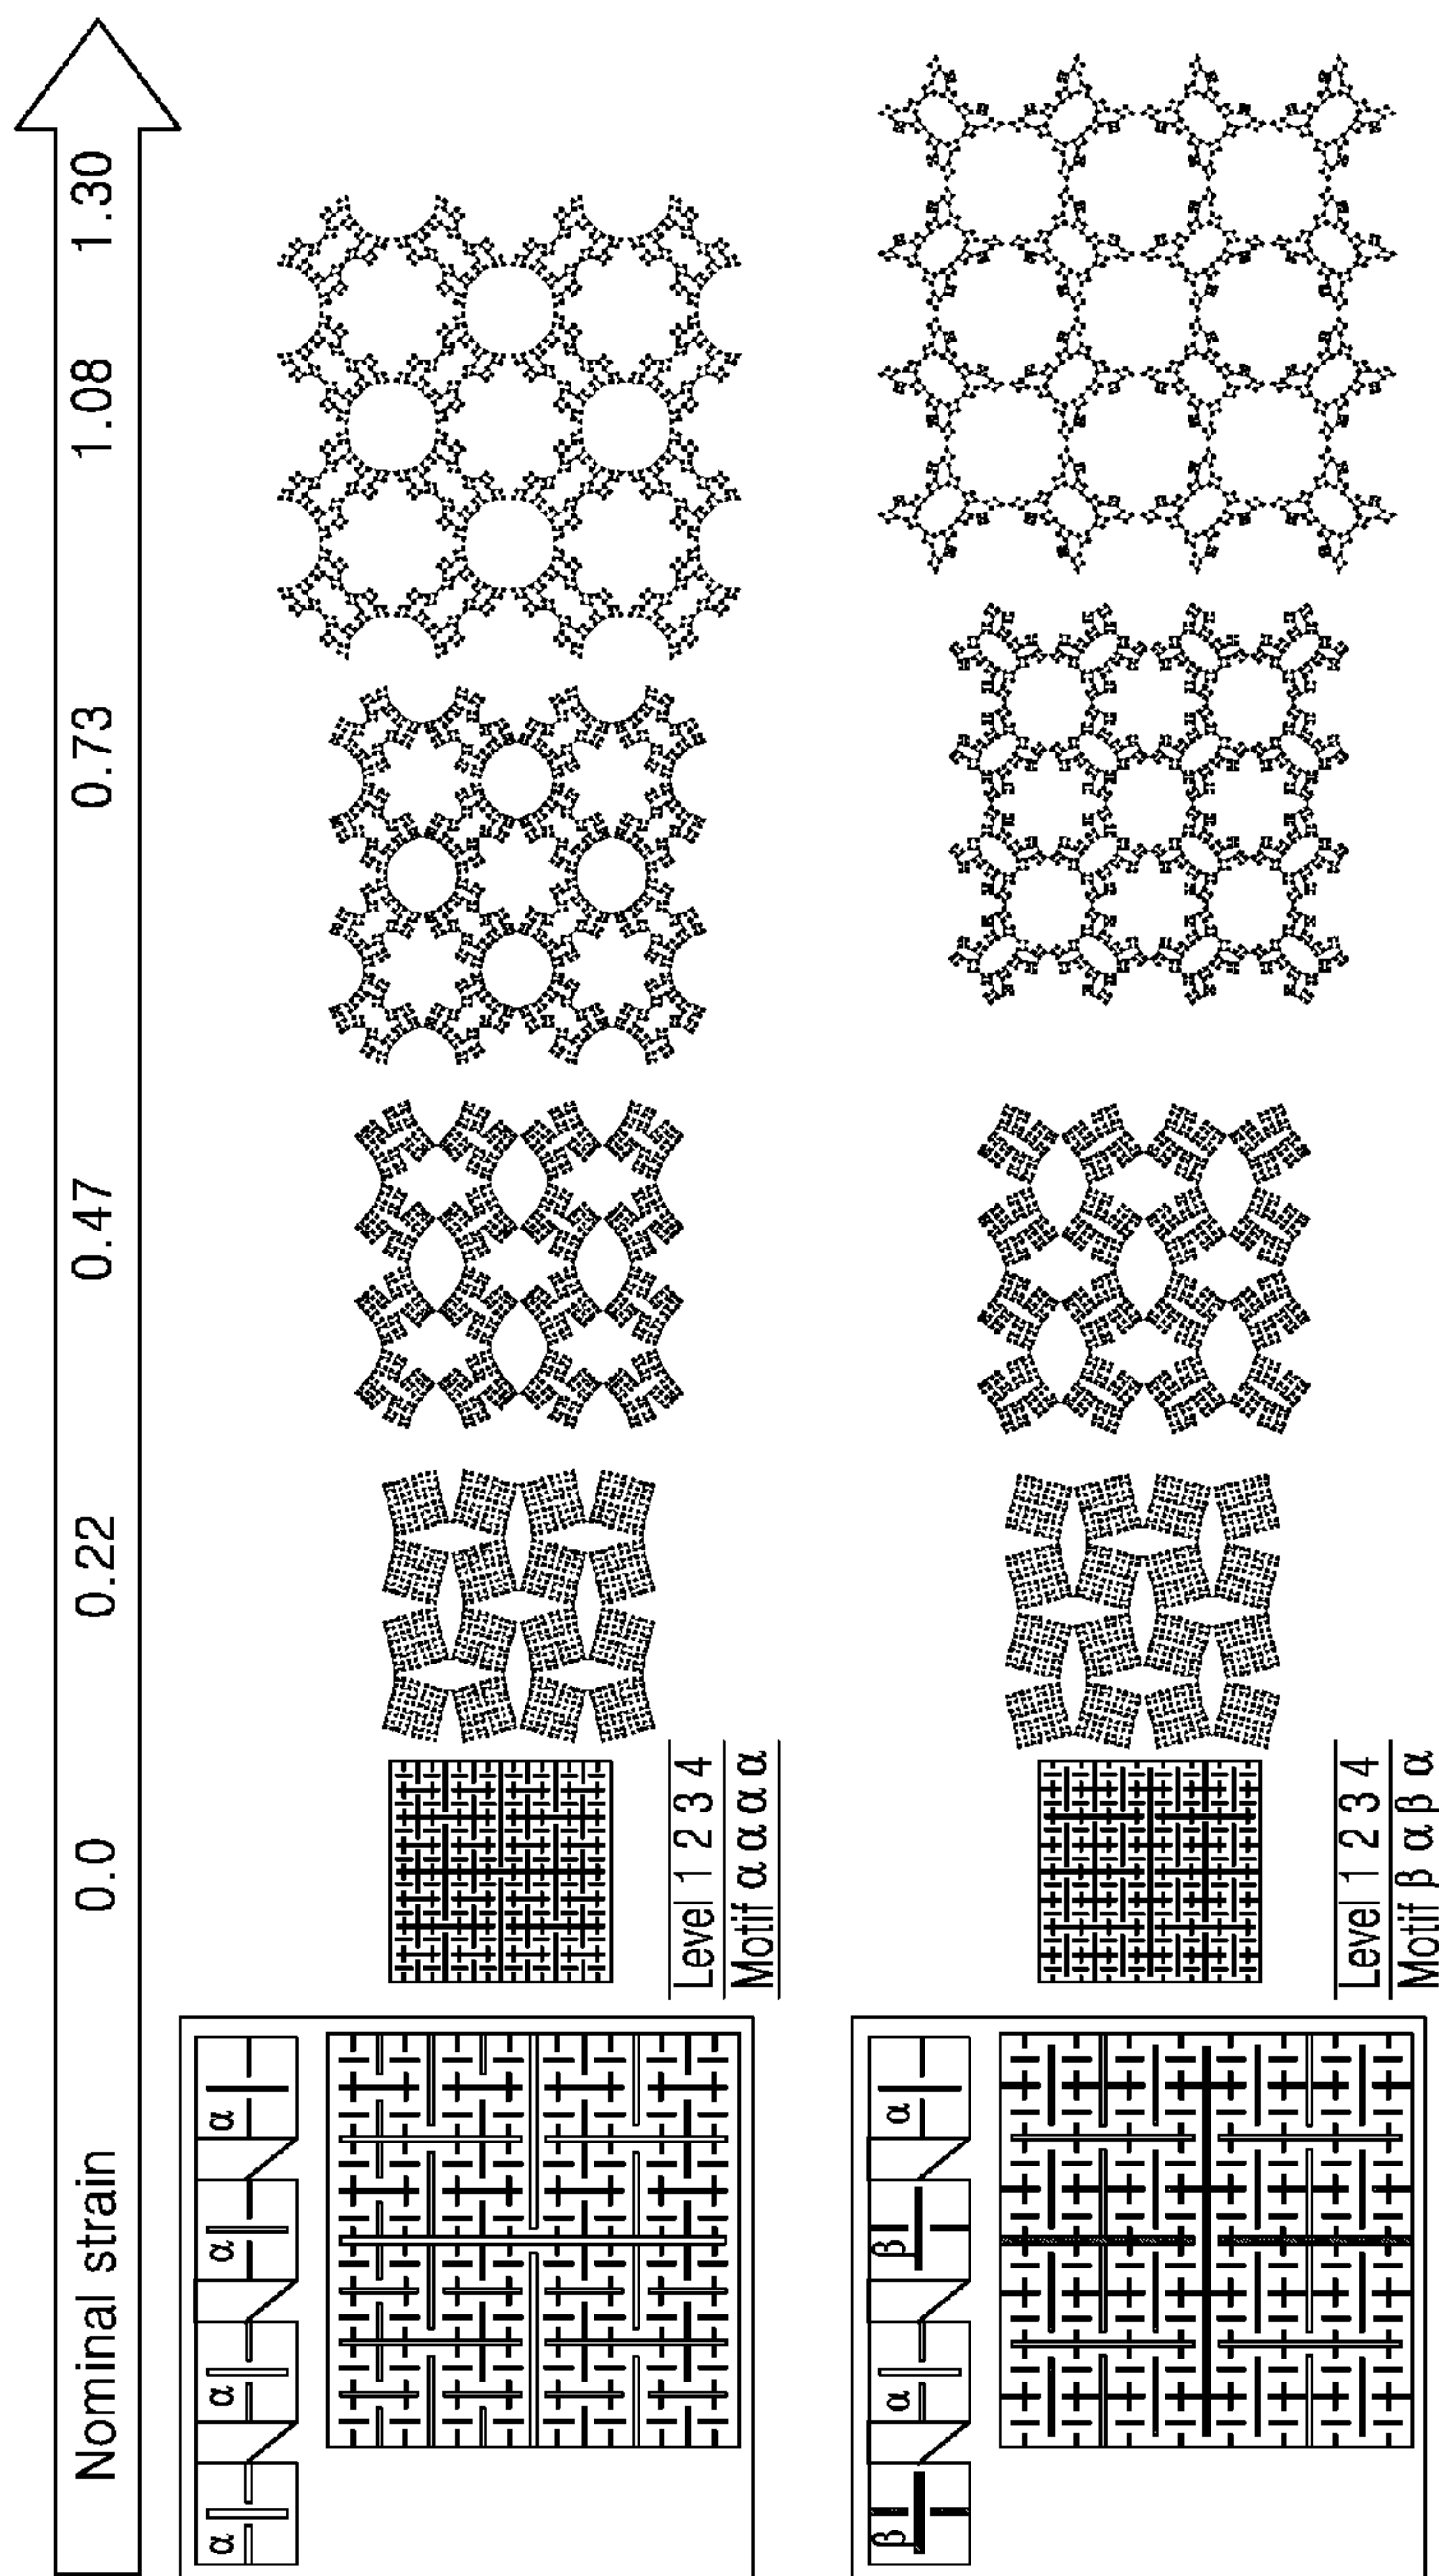 Nominal strain 0.0 0.22 0.47 0.73 1.08 1.30
α α α α
Level 1 2 3 4
Motif α α α α
β α β α
Level 1 2 3 4
Motif β α β α